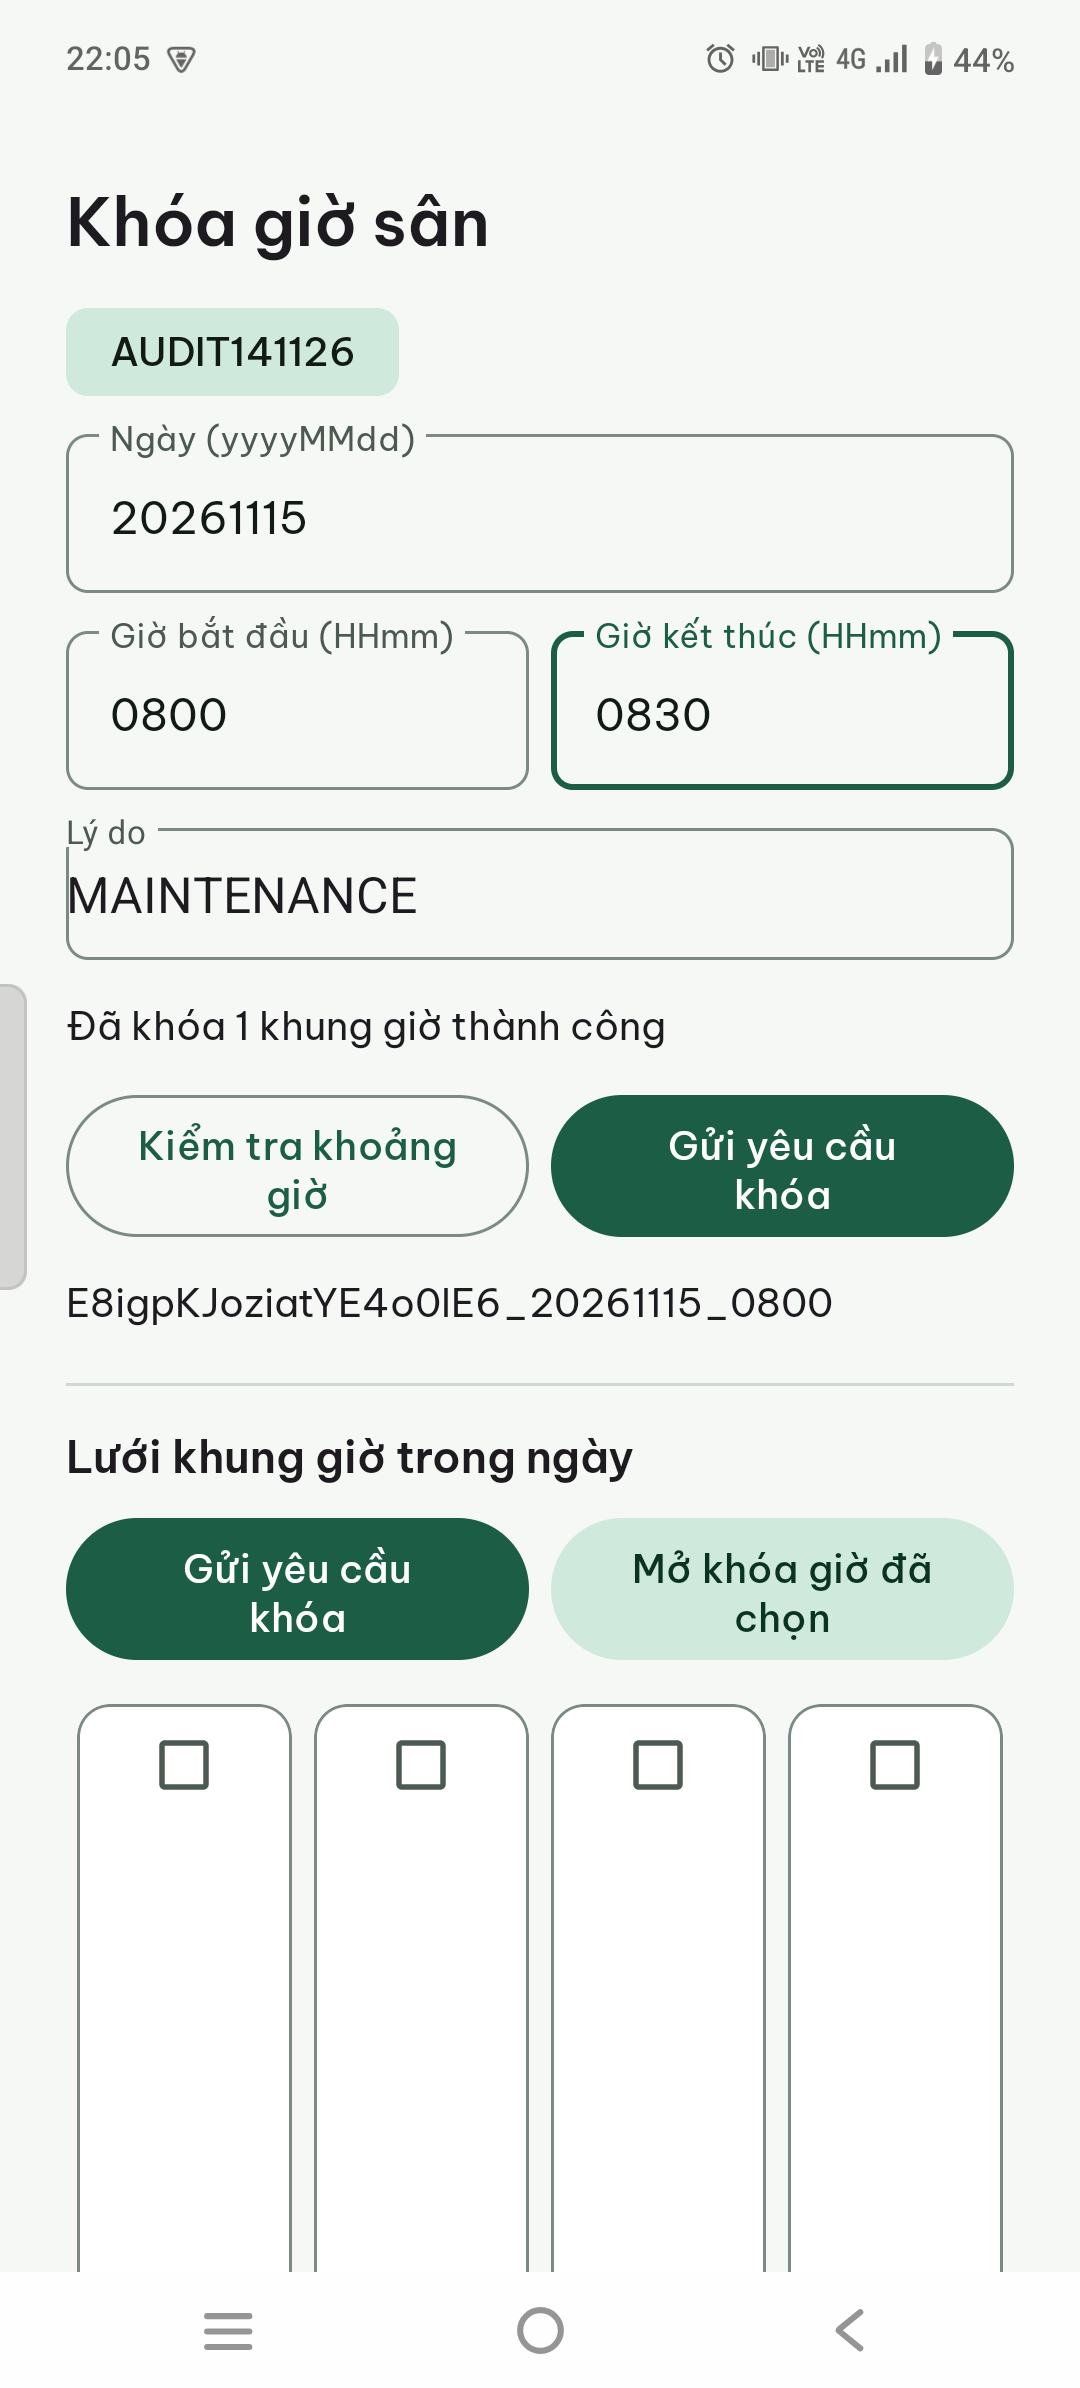 22:05
VoLTE 4G 44%
Khóa giờ sân
AUDIT141126
Ngày (yyyyMMdd)
20261115
Giờ bắt đầu (HHmm)
0800
Giờ kết thúc (HHmm)
0830
Lý do
MAINTENANCE
Đã khóa 1 khung giờ thành công
Kiểm tra khoảng
giờ
Gửi yêu cầu
khóa
E8igpKJoziatYE4o0IE6_20261115_0800
Lưới khung giờ trong ngày
Gửi yêu cầu
khóa
Mở khóa giờ đã
chọn